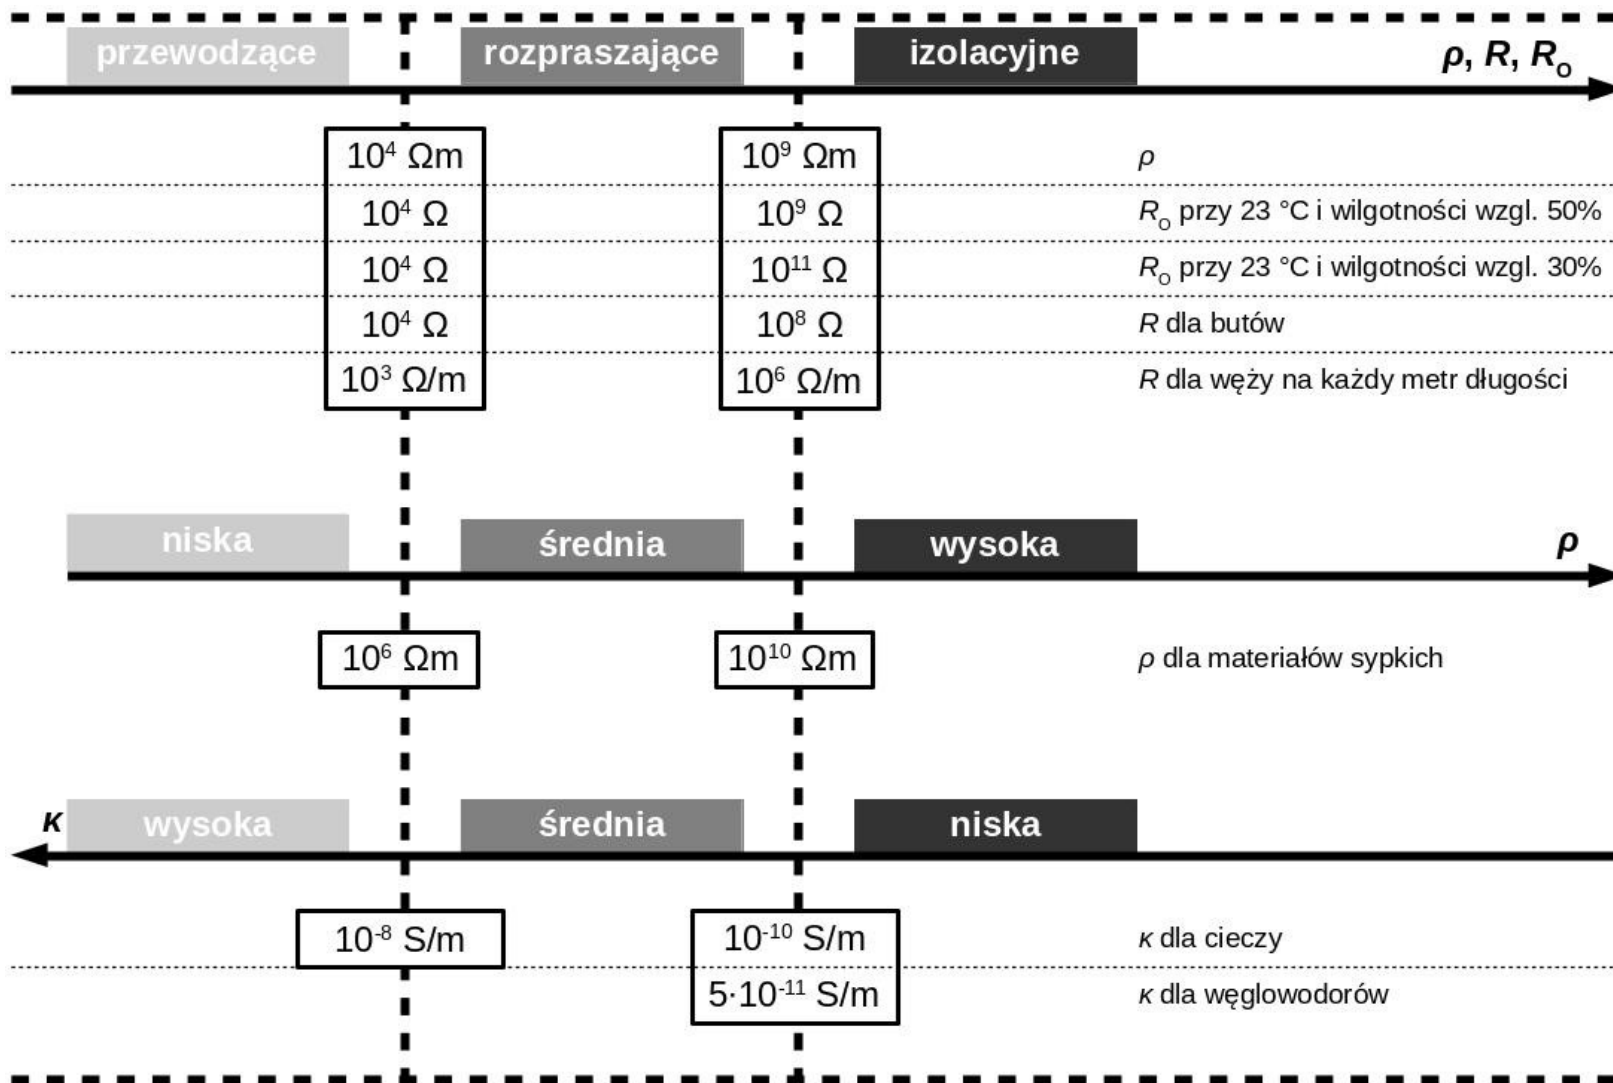 przewodzące rozpraszające izolacyjne ρ, R, R₀
10⁴ Ωm 10⁹ Ωm ρ
10⁴ Ω 10⁹ Ω R₀ przy 23 °C i wilgotności wzgl. 50%
10⁴ Ω 10¹¹ Ω R₀ przy 23 °C i wilgotności wzgl. 30%
10⁴ Ω 10⁸ Ω R dla butów
10³ Ω/m 10⁶ Ω/m R dla węży na każdy metr długości
niska średnia wysoka ρ
10⁶ Ωm 10¹⁰ Ωm ρ dla materiałów sypkich
κ wysoka średnia niska
10⁻⁸ S/m 10⁻¹⁰ S/m κ dla cieczy
5·10⁻¹¹ S/m κ dla węglowodorów